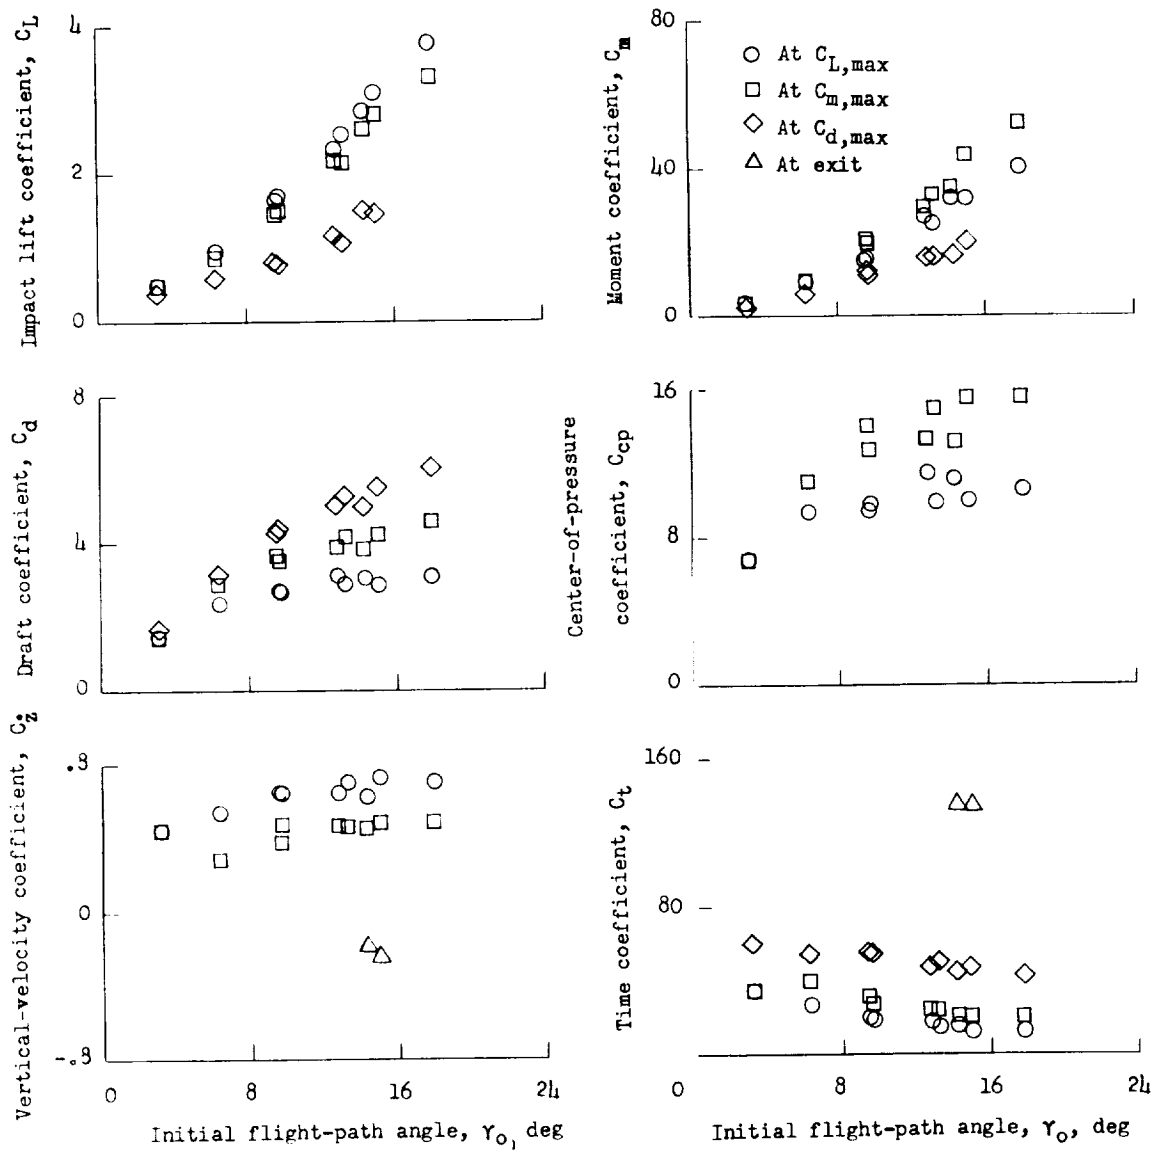 4
2
0
Impact lift coefficient, C_L
80
40
0
Moment coefficient, C_m
At C_L,max
At C_m,max
At C_d,max
At exit
8
4
0
Draft coefficient, C_d
16
8
0
Center-of-pressure
coefficient, C_cp
.8
0
-.8
Vertical-velocity coefficient, C_ż
0 8 16 24
Initial flight-path angle, γ_o, deg
160
80
0 8 16 24
Time coefficient, C_t
Initial flight-path angle, γ_o, deg